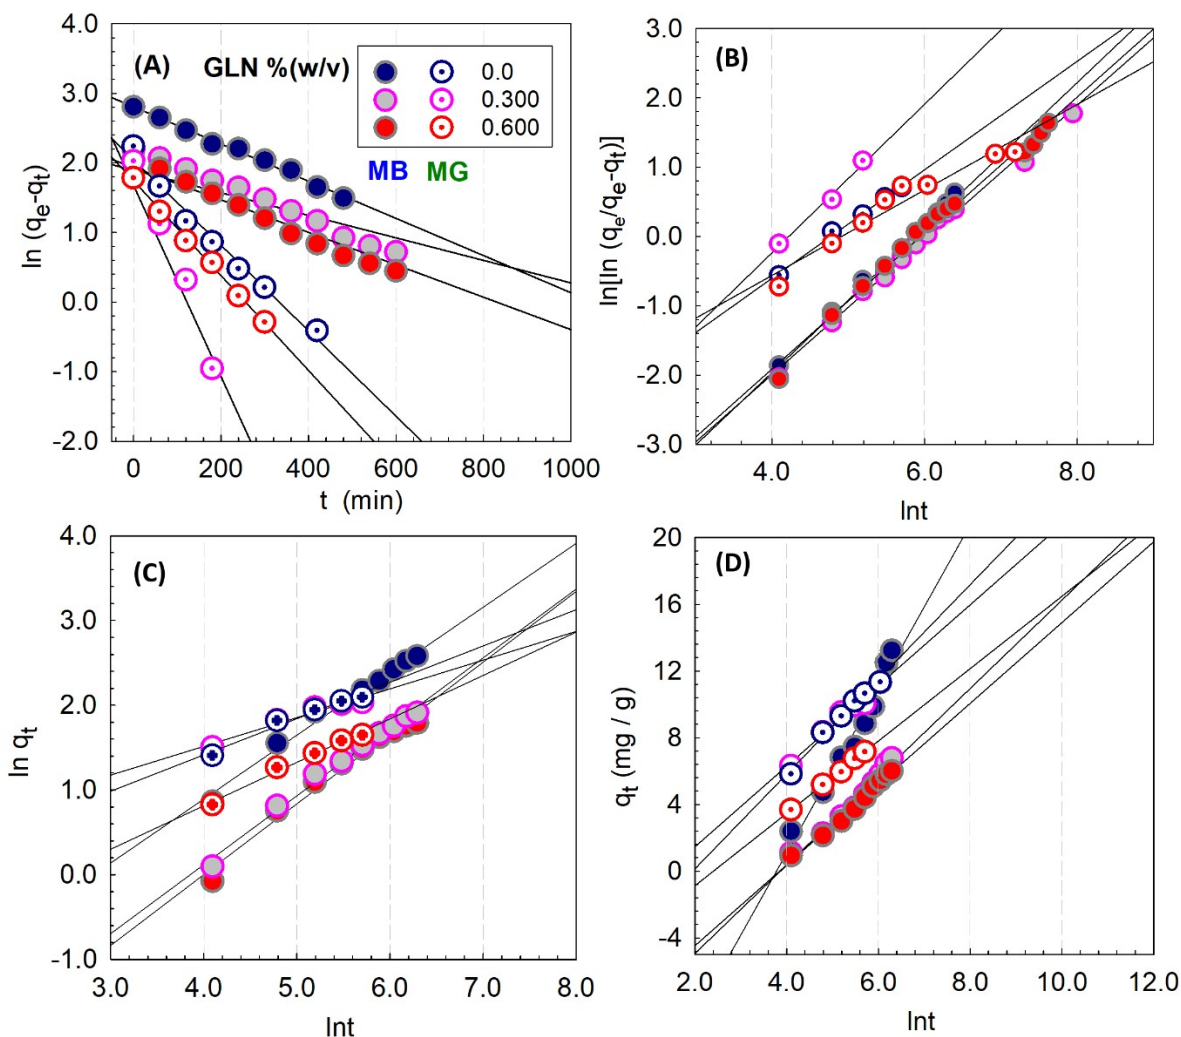 (A)
GLN %(w/v)
0.0
0.300
0.600
MB MG
4.0
3.0
2.0
1.0
0.0
-1.0
-2.0
ln (qe-qt)
0 200 400 600 800 1000
t (min)
(B)
3.0
2.0
1.0
0.0
-1.0
-2.0
-3.0
ln[ln (qe/qe-qt)]
4.0 6.0 8.0
lnt
(C)
4.0
3.0
2.0
1.0
0.0
-1.0
ln qt
3.0 4.0 5.0 6.0 7.0 8.0
lnt
(D)
20
16
12
8
4
0
-4
qt (mg / g)
2.0 4.0 6.0 8.0 10.0 12.0
lnt